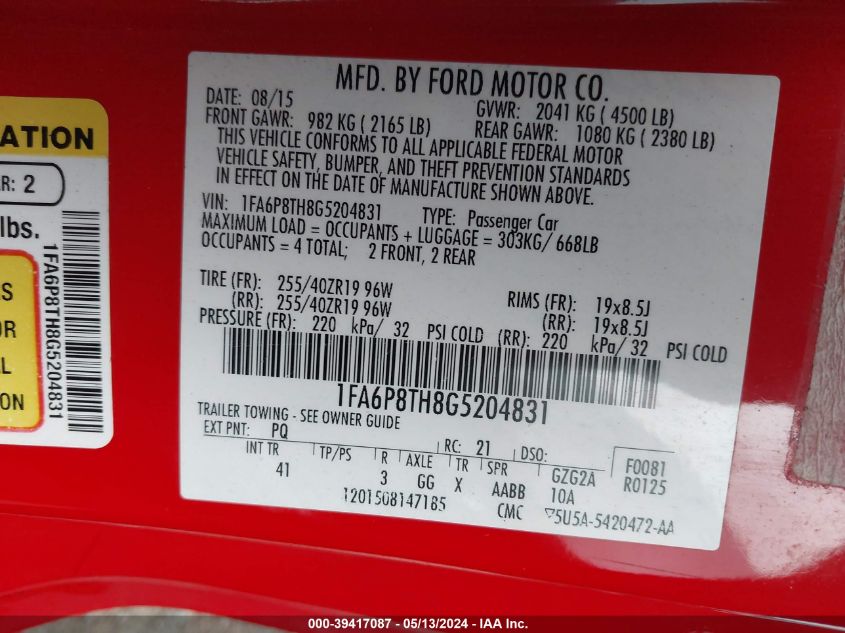 MFD. BY FORD MOTOR CO.
DATE: 08/15 GVWR: 2041 KG ( 4500 LB)
FRONT GAWR: 982 KG ( 2165 LB) REAR GAWR: 1080 KG ( 2380 LB)
THIS VEHICLE CONFORMS TO ALL APPLICABLE FEDERAL MOTOR
VEHICLE SAFETY, BUMPER, AND THEFT PREVENTION STANDARDS
IN EFFECT ON THE DATE OF MANUFACTURE SHOWN ABOVE.
VIN: 1FA6P8TH8G5204831 TYPE: Passenger Car
MAXIMUM LOAD = OCCUPANTS + LUGGAGE = 303KG/ 668LB
OCCUPANTS = 4 TOTAL; 2 FRONT, 2 REAR
TIRE (FR): 255/40ZR19 96W RIMS (FR): 19x8.5J
(RR): 255/40ZR19 96W (RR): 19x8.5J
PRESSURE (FR): 220 kPa/ 32 PSI COLD (RR): 220 kPa/ 32 PSI COLD
1FA6P8TH8G5204831
TRAILER TOWING - SEE OWNER GUIDE
EXT PNT: PQ RC: 21 DSO: F0081
INT TR TP/PS R AXLE TR SPR GZG2A R0125
41 3 GG X AABB 10A
1201508147185 CMC 5U5A-5420472-AA
ATION
R: 2
lbs.
S
OR
L
ON
1FA6P8TH8G5204831
000-39417087 - 05/13/2024 - IAA Inc.